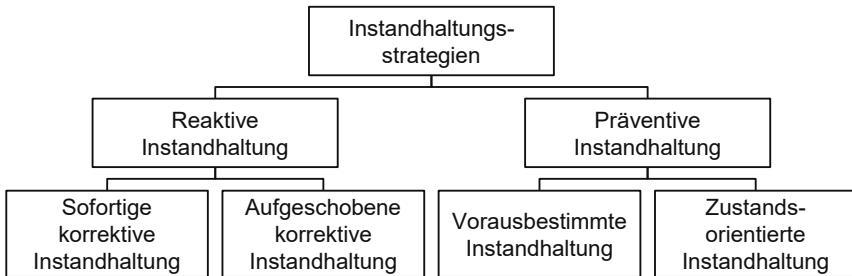 Instandhaltungs-
strategien
Reaktive
Instandhaltung
Präventive
Instandhaltung
Sofortige
korrektive
Instandhaltung
Aufgeschobene
korrektive
Instandhaltung
Vorausbestimmte
Instandhaltung
Zustands-
orientierte
Instandhaltung